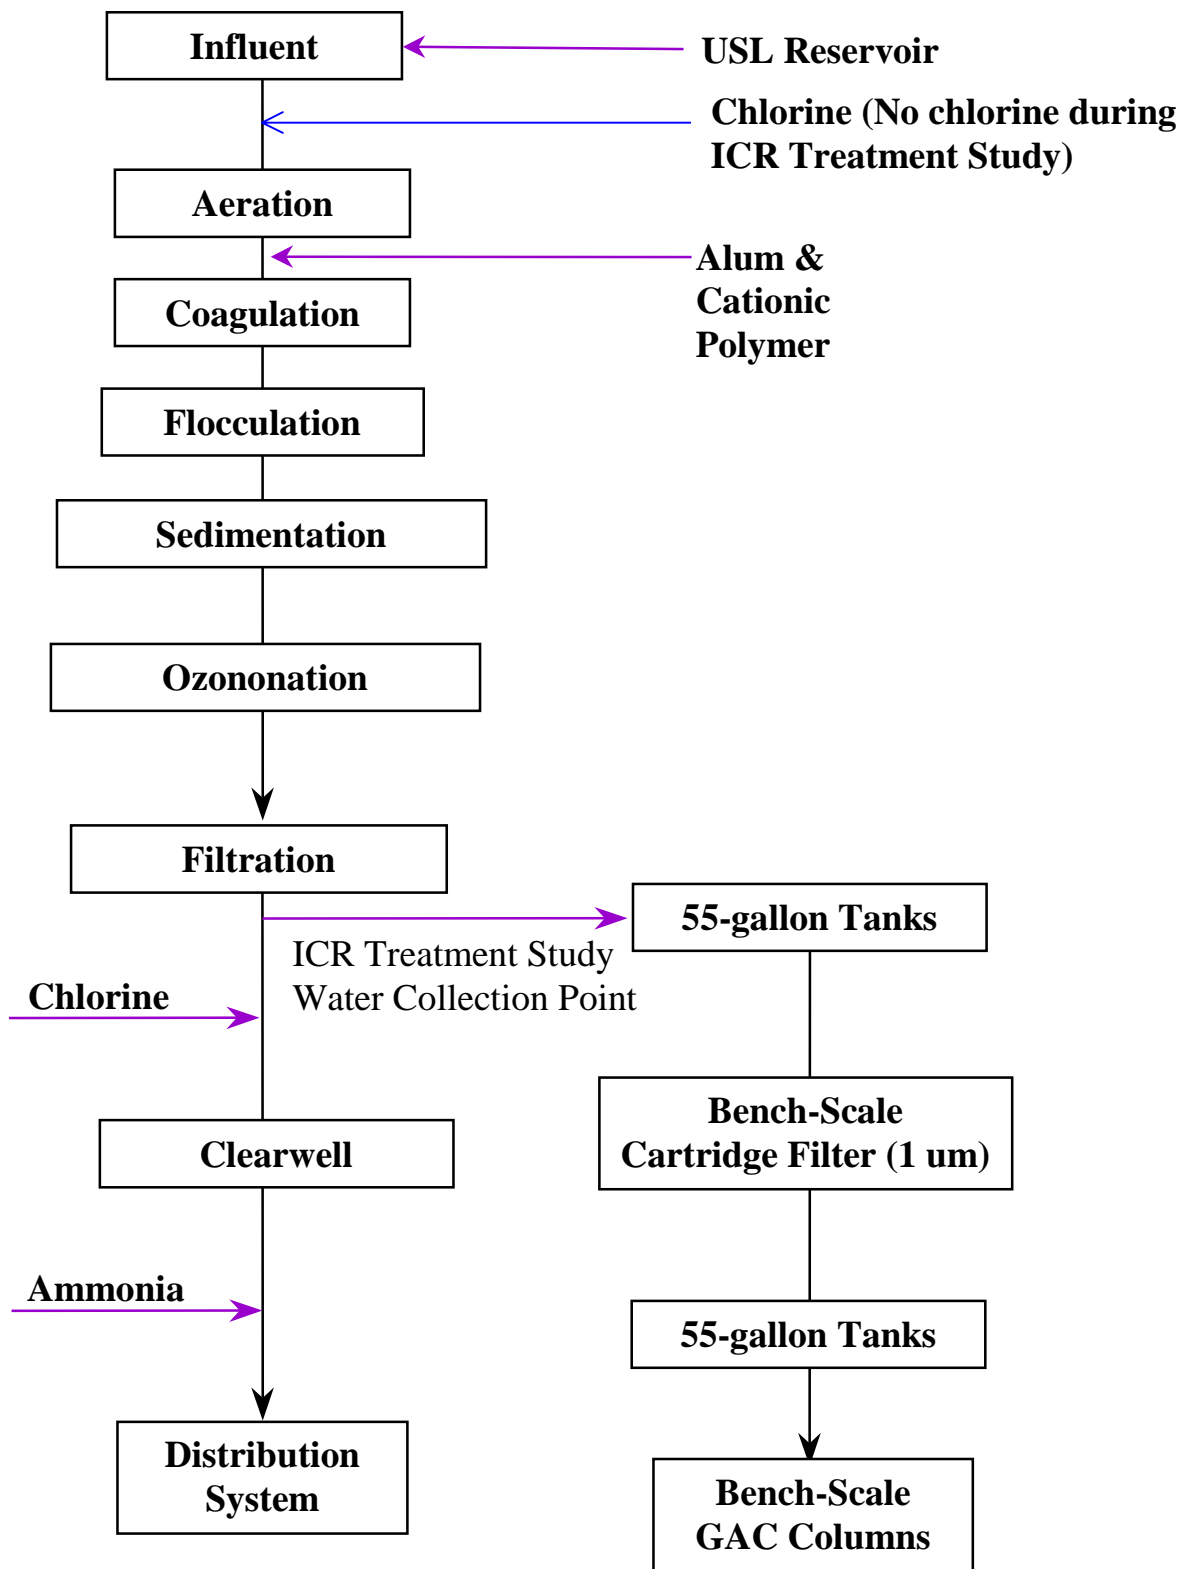 Influent
USL Reservoir
Chlorine (No chlorine during
ICR Treatment Study)
Aeration
Alum &
Cationic
Polymer
Coagulation
Flocculation
Sedimentation
Ozononation
Filtration
55-gallon Tanks
ICR Treatment Study
Water Collection Point
Chlorine
Bench-Scale
Cartridge Filter (1 um)
Clearwell
Ammonia
55-gallon Tanks
Distribution
System
Bench-Scale
GAC Columns